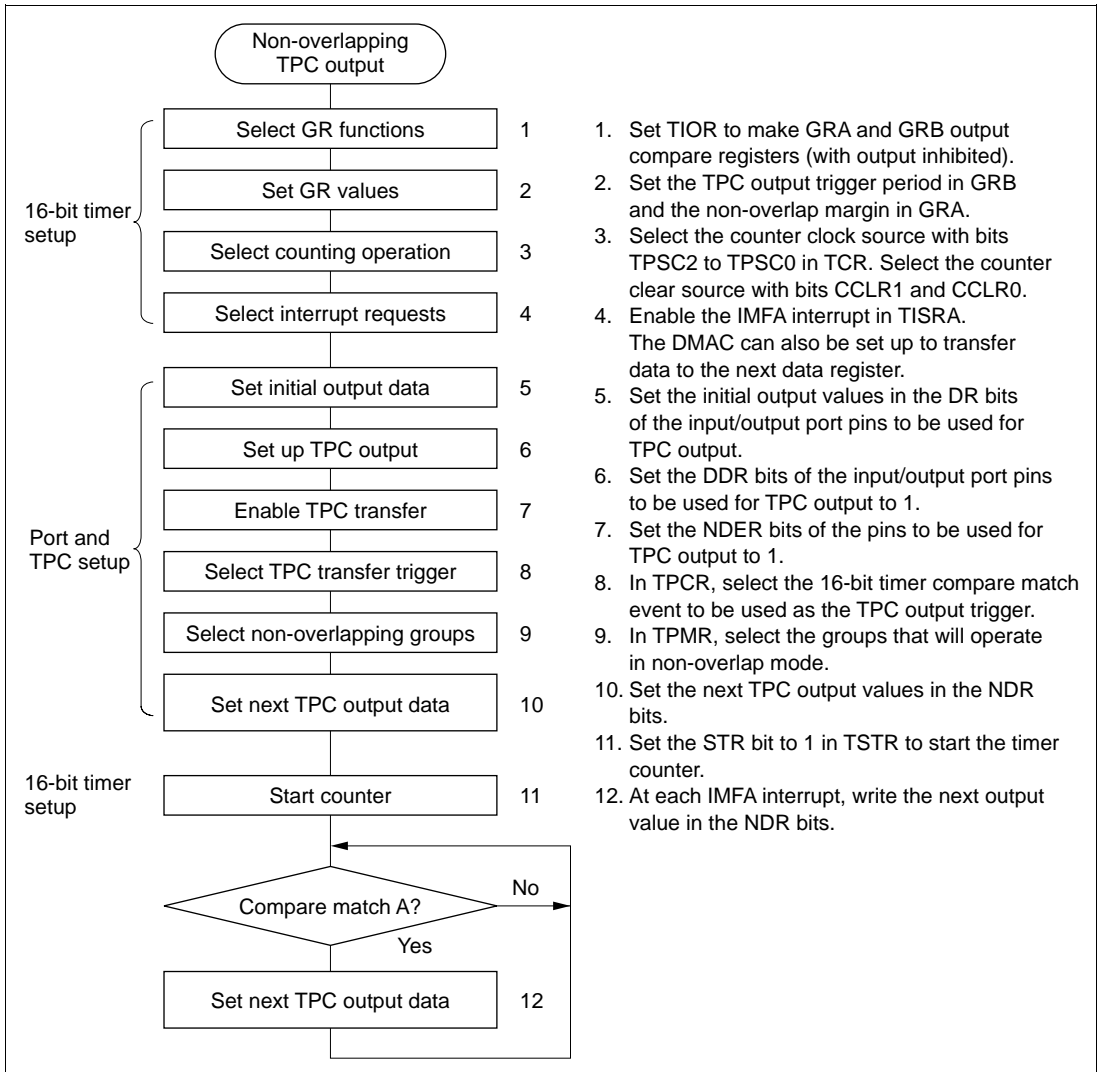 Non-overlapping
TPC output
16-bit timer
setup
Select GR functions 1
Set GR values 2
Select counting operation 3
Select interrupt requests 4
Port and
TPC setup
Set initial output data 5
Set up TPC output 6
Enable TPC transfer 7
Select TPC transfer trigger 8
Select non-overlapping groups 9
Set next TPC output data 10
16-bit timer
setup
Start counter 11
Compare match A?
No
Yes
Set next TPC output data 12
1. Set TIOR to make GRA and GRB output
compare registers (with output inhibited).
2. Set the TPC output trigger period in GRB
and the non-overlap margin in GRA.
3. Select the counter clock source with bits
TPSC2 to TPSC0 in TCR. Select the counter
clear source with bits CCLR1 and CCLR0.
4. Enable the IMFA interrupt in TISRA.
The DMAC can also be set up to transfer
data to the next data register.
5. Set the initial output values in the DR bits
of the input/output port pins to be used for
TPC output.
6. Set the DDR bits of the input/output port pins
to be used for TPC output to 1.
7. Set the NDER bits of the pins to be used for
TPC output to 1.
8. In TPCR, select the 16-bit timer compare match
event to be used as the TPC output trigger.
9. In TPMR, select the groups that will operate
in non-overlap mode.
10. Set the next TPC output values in the NDR
bits.
11. Set the STR bit to 1 in TSTR to start the timer
counter.
12. At each IMFA interrupt, write the next output
value in the NDR bits.